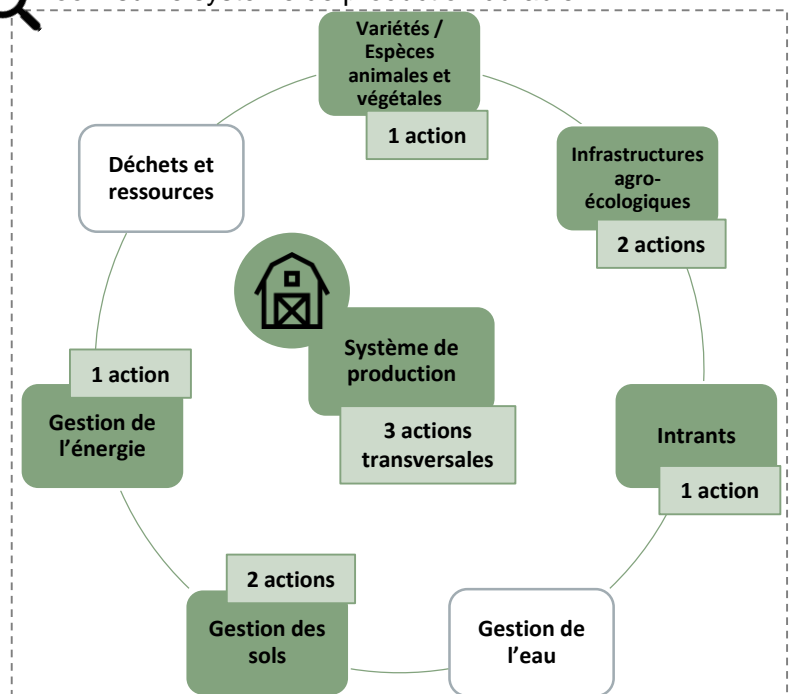 Variétés /
Espèces
animales et
végétales
1 action
Déchets et
ressources
Infrastructures
agro-
écologiques
2 actions
Système de
production
3 actions
transversales
1 action
Gestion de
l'énergie
Intrants
1 action
2 actions
Gestion des
sols
Gestion de
l'eau